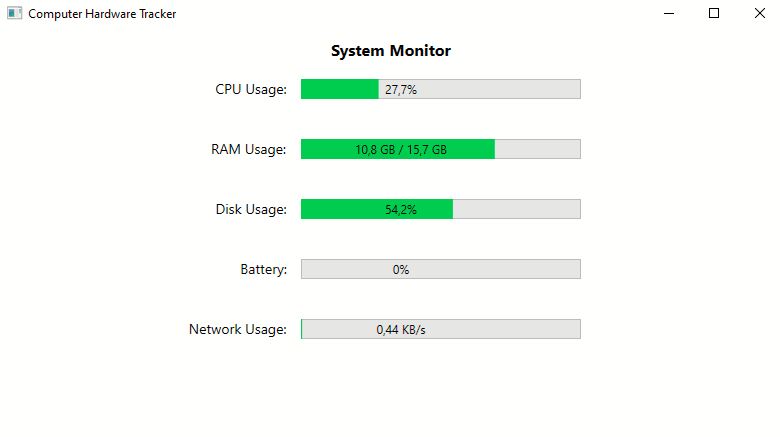 Computer Hardware Tracker
System Monitor
CPU Usage: 27,7%
RAM Usage: 10,8 GB / 15,7 GB
Disk Usage: 54,2%
Battery: 0%
Network Usage: 0,44 KB/s